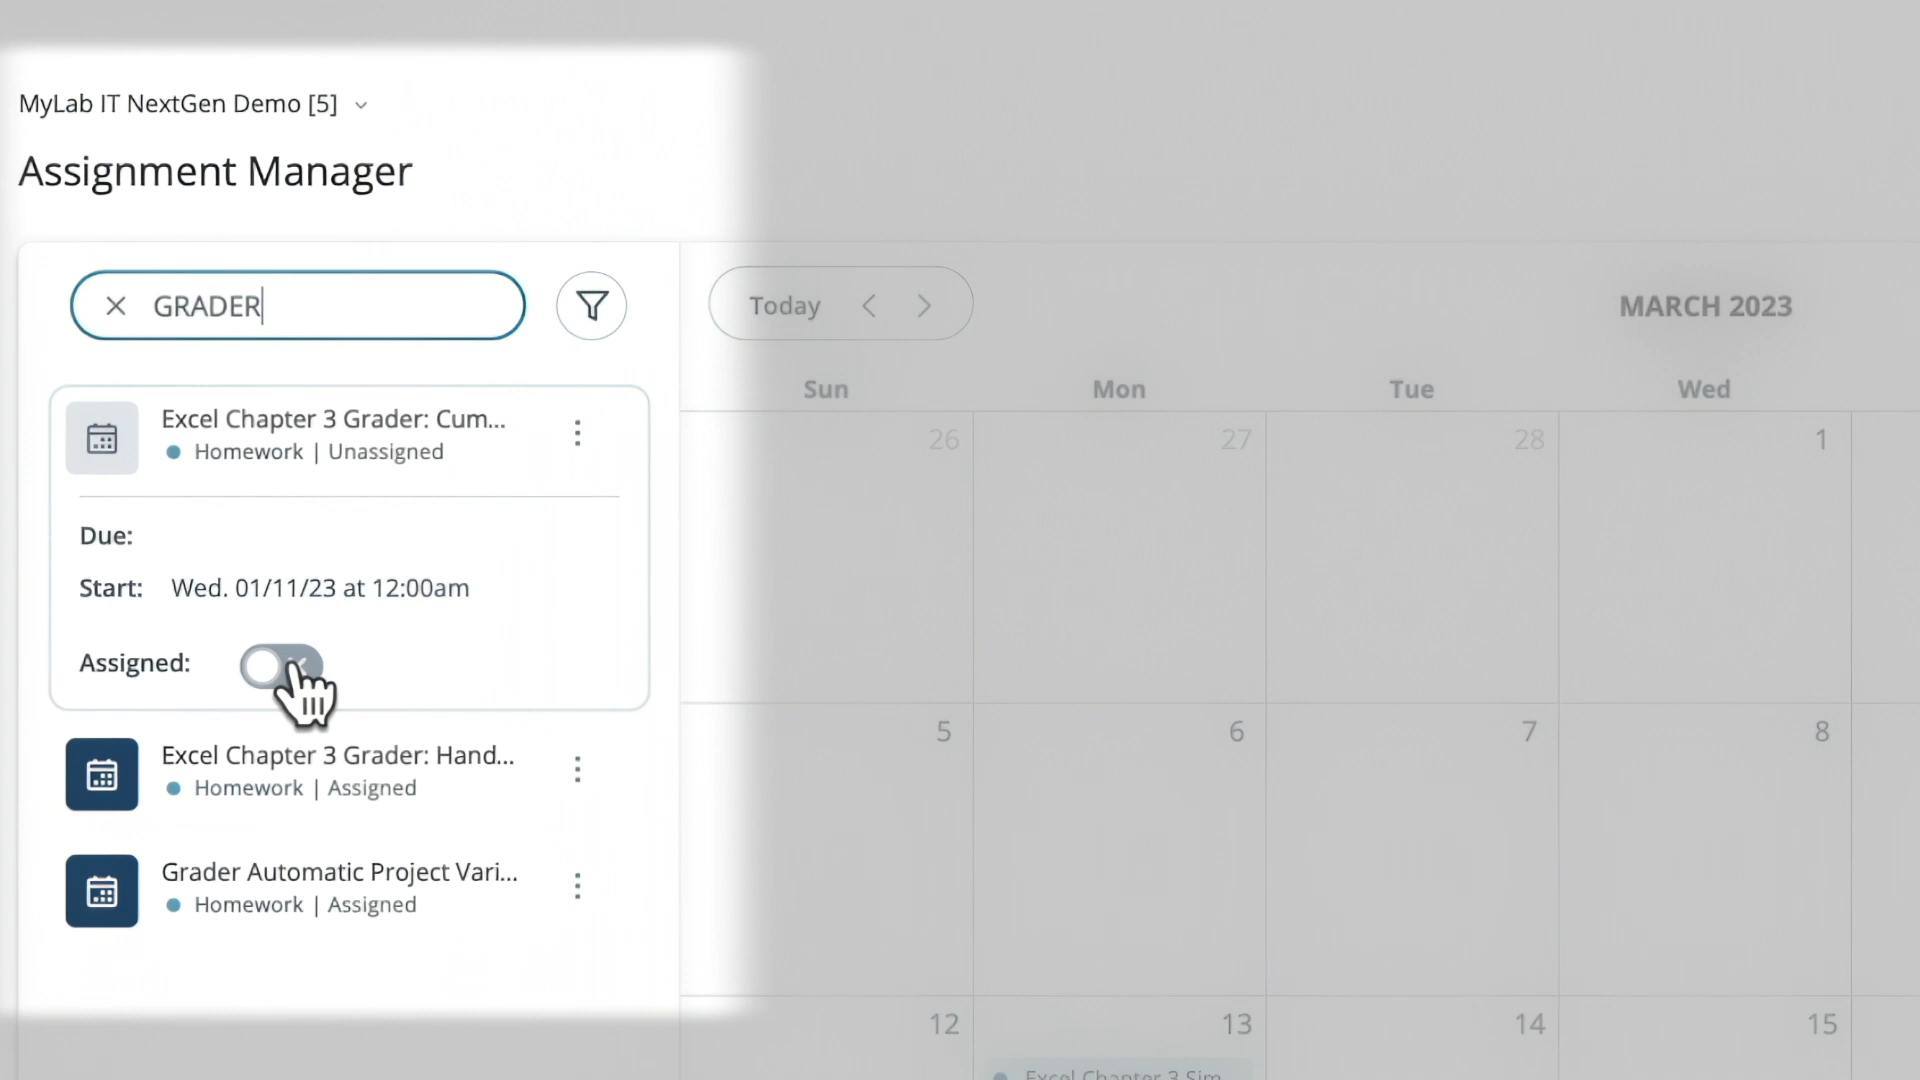 MyLab IT NextGen Demo [5]
Assignment Manager
GRADER
Today
MARCH 2023
Sun Mon Tue Wed
Excel Chapter 3 Grader: Cum...
Homework | Unassigned
Due:
Start: Wed. 01/11/23 at 12:00am
Assigned:
Excel Chapter 3 Grader: Hand...
Homework | Assigned
Grader Automatic Project Vari...
Homework | Assigned
26 27 28 1
5 6 7 8
12 13 14 15
Excel Chapter 3 Sim...